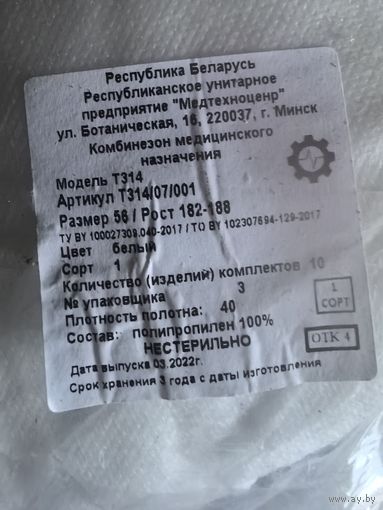 Республика Беларусь
Республиканское унитарное
предприятие "Медтехноценр"
ул. Ботаническая, 16, 220037, г. Минск
Комбинезон медицинского
назначения
Модель Т314
Артикул Т314/07/001
Размер 56 / Рост 182-188
ТУ BY 100027309.040-2017 / ТО BY 102307694-129-2017
Цвет белый
Сорт 1
Количество (изделий) комплектов 10
№ упаковщика 3
Плотность полотна: 40
Состав: полипропилен 100%
НЕСТЕРИЛЬНО
Дата выпуска 03.2022г.
Срок хранения 3 года с даты изготовления
1
СОРТ
ОТК 4
www.ay.by